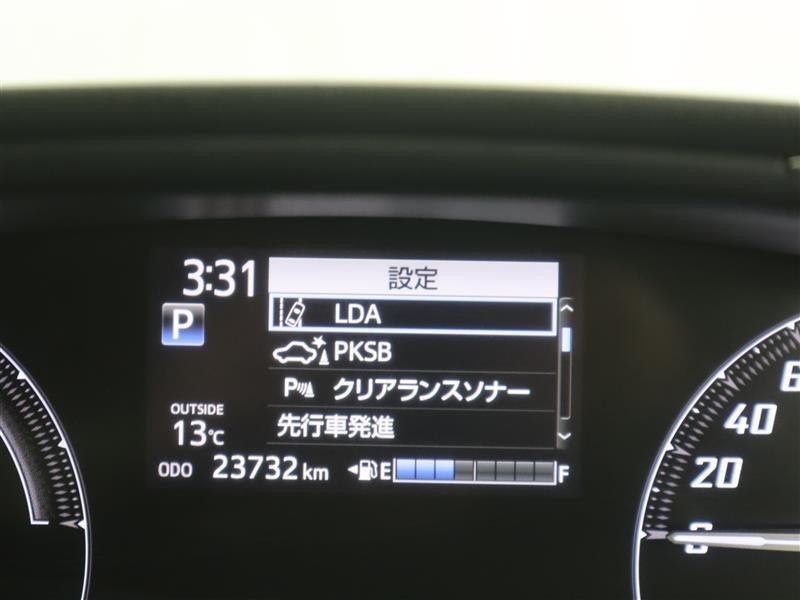 3:31
設定
LDA
P
PKSB
P クリアランスソナー
先行車発進
OUTSIDE
13℃
ODO 23732 km
E F
60
40
20
0